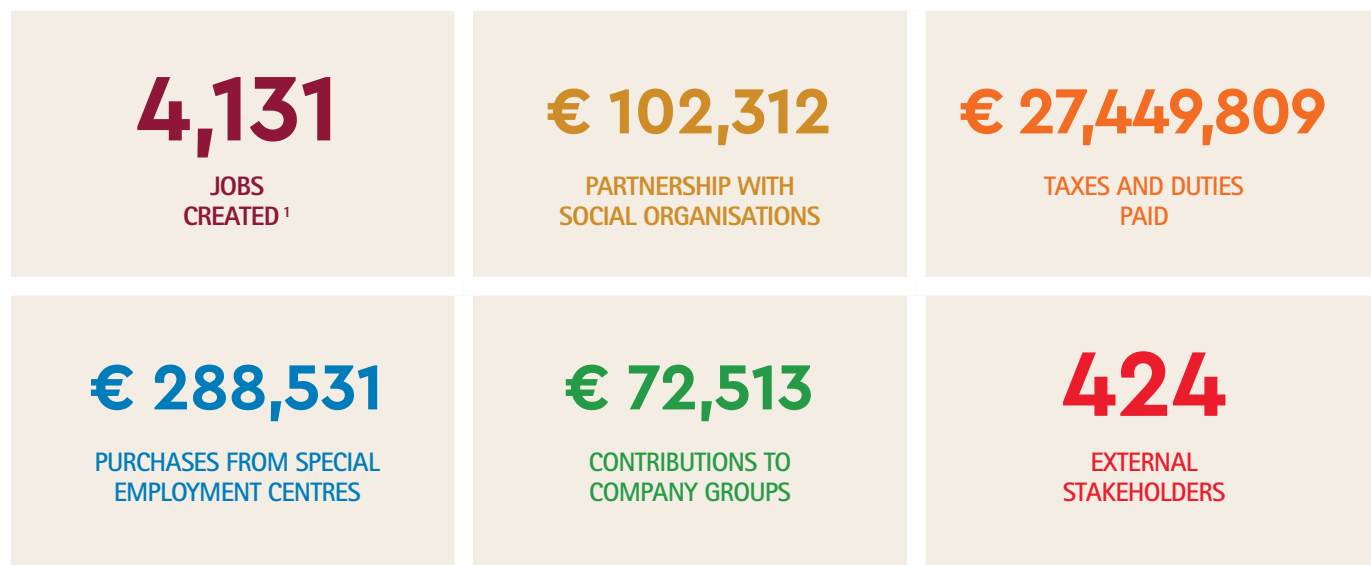 4,131
JOBS
CREATED ¹
€ 102,312
PARTNERSHIP WITH
SOCIAL ORGANISATIONS
€ 27,449,809
TAXES AND DUTIES
PAID
€ 288,531
PURCHASES FROM SPECIAL
EMPLOYMENT CENTRES
€ 72,513
CONTRIBUTIONS TO
COMPANY GROUPS
424
EXTERNAL
STAKEHOLDERS